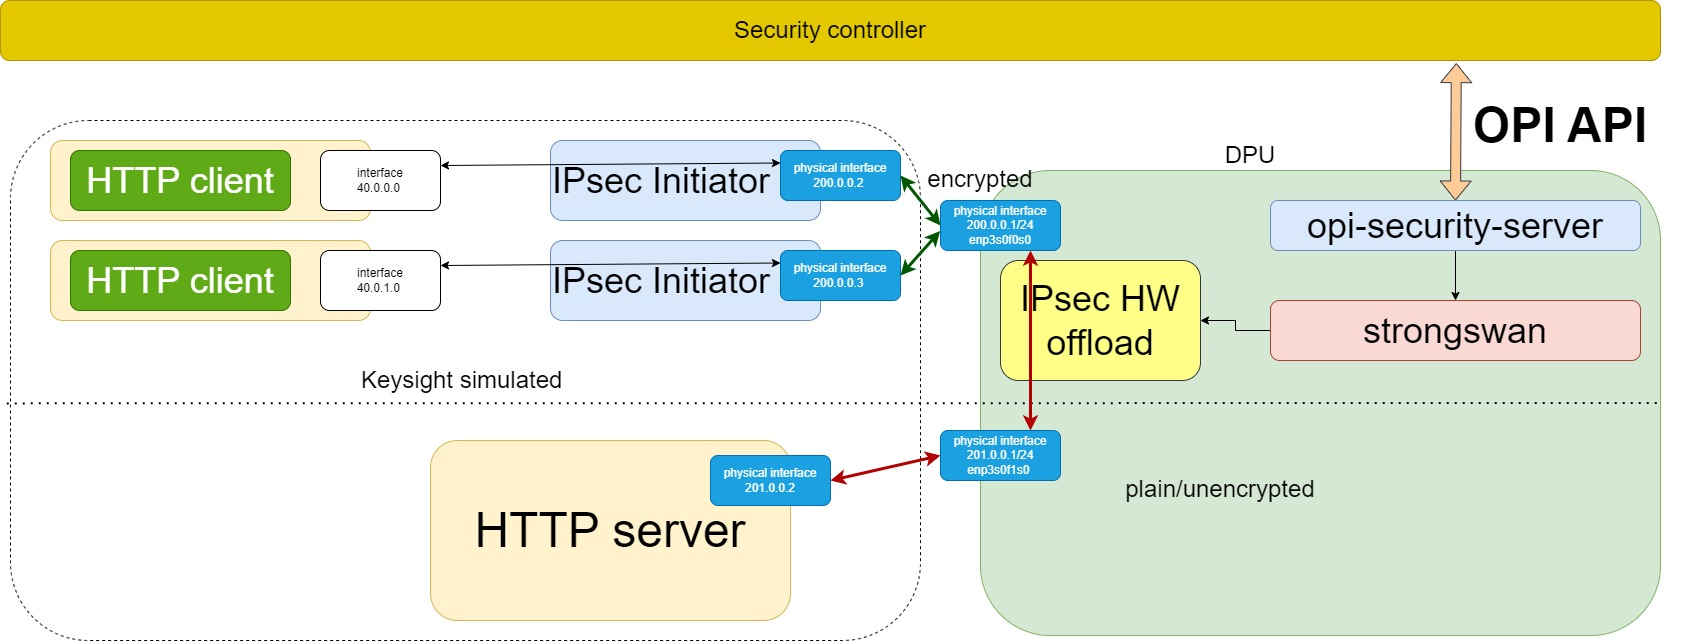 Security controller
OPI API
DPU
HTTP client
interface
40.0.0.0
IPsec Initiator
physical interface
200.0.0.2
encrypted
physical interface
200.0.0.1/24
enp3s0f0s0
opi-security-server
HTTP client
interface
40.0.1.0
IPsec Initiator
physical interface
200.0.0.3
IPsec HW
offload
strongswan
Keysight simulated
physical interface
201.0.0.1/24
enp3s0f1s0
physical interface
201.0.0.2
HTTP server
plain/unencrypted